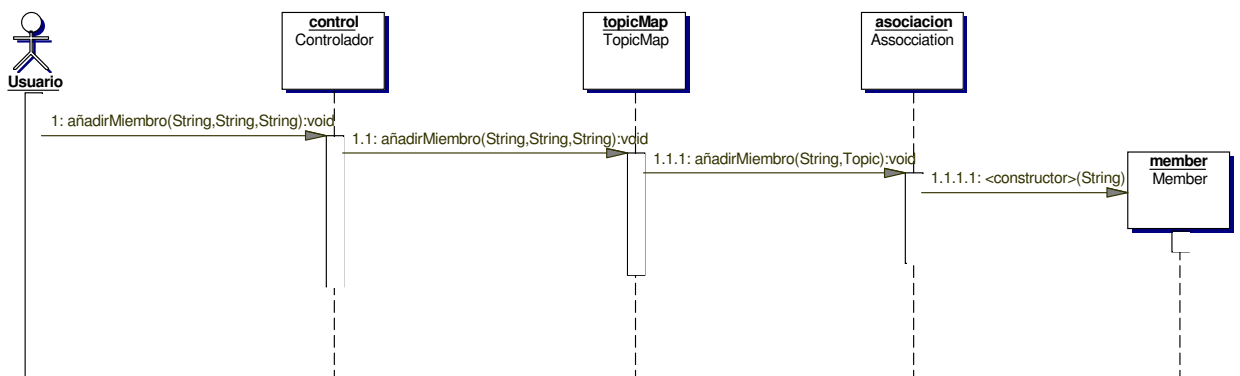 control
Controlador
topicMap
TopicMap
asociacion
Assocciation
Usuario
1: añadirMiembro(String,String,String):void
1.1: añadirMiembro(String,String,String):void
1.1.1: añadirMiembro(String,Topic):void
member
Member
1.1.1.1: <constructor>(String)